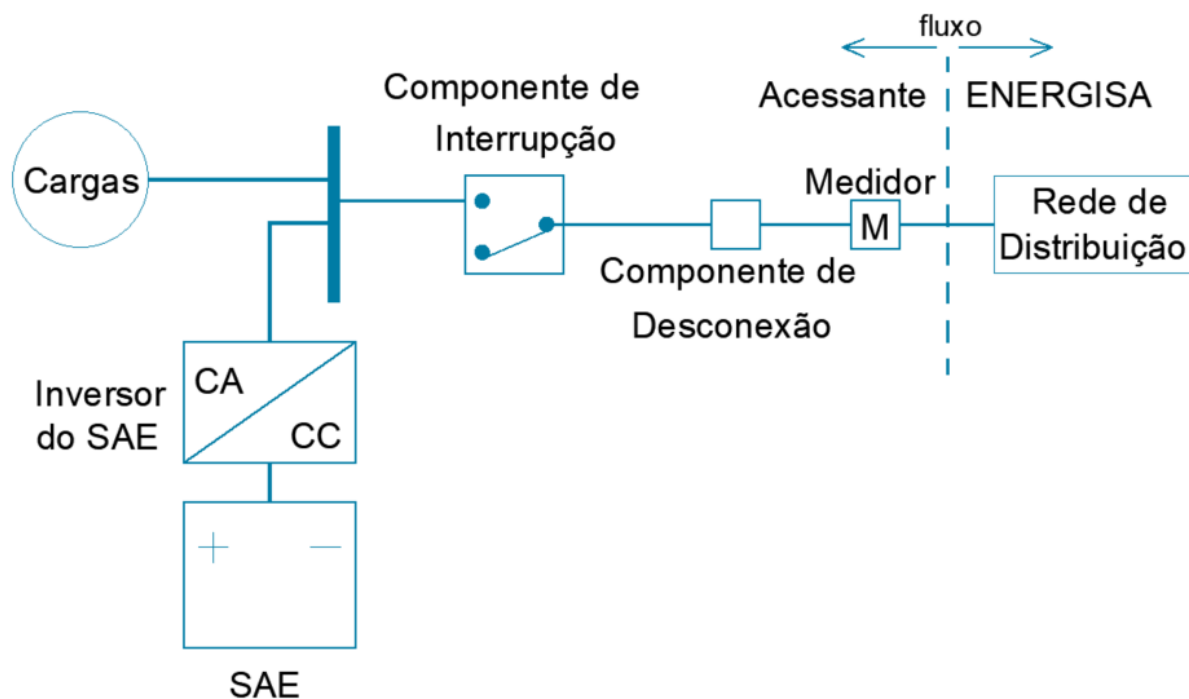 fluxo
Acessante
ENERGISA
Componente de
Interrupção
Cargas
Medidor
M
Rede de
Distribuição
Componente de
Desconexão
CA
CC
Inversor
do SAE
+ −
SAE